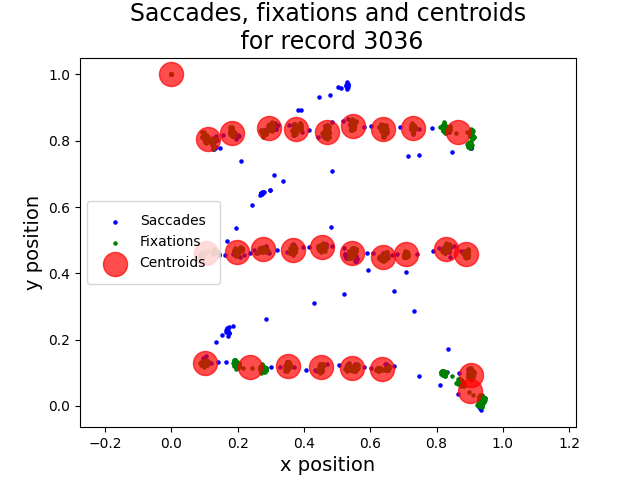 Saccades, fixations and centroids
for record 3036
1.0
0.8
0.6
0.4
0.2
0.0
y position
Saccades
Fixations
Centroids
−0.2
0.0
0.2
0.4
0.6
0.8
1.0
1.2
x position